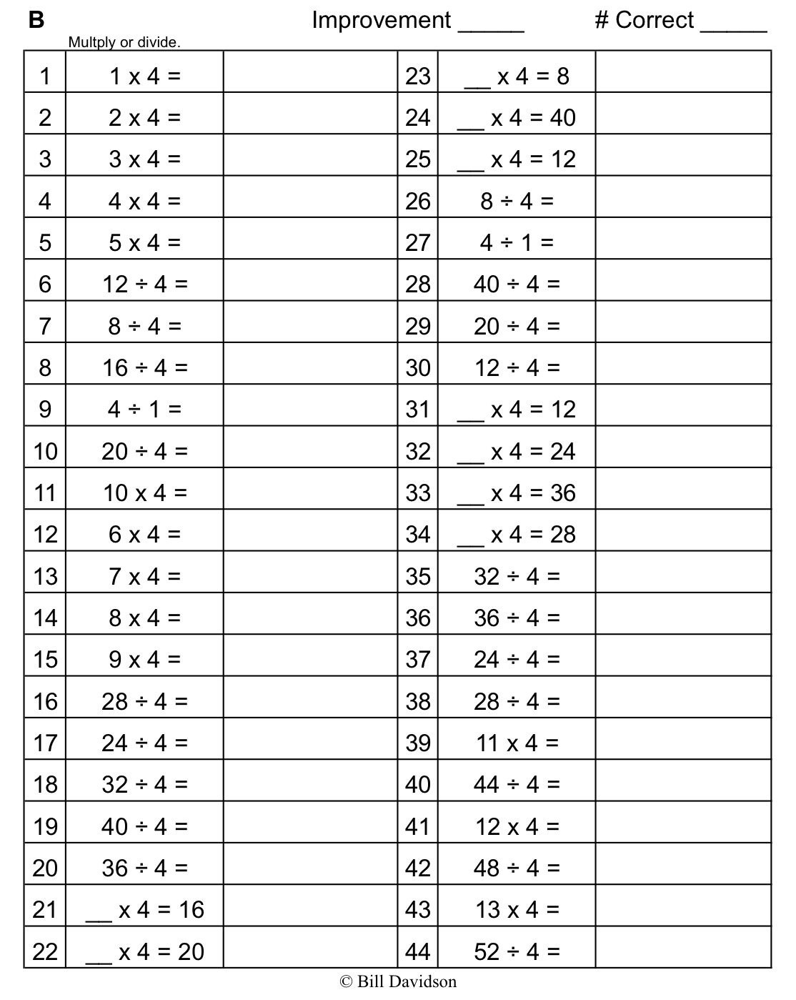 B Improvement _____ # Correct _____
Multply or divide.
1 1 x 4 = 23 __ x 4 = 8
2 2 x 4 = 24 __ x 4 = 40
3 3 x 4 = 25 __ x 4 = 12
4 4 x 4 = 26 8 ÷ 4 =
5 5 x 4 = 27 4 ÷ 1 =
6 12 ÷ 4 = 28 40 ÷ 4 =
7 8 ÷ 4 = 29 20 ÷ 4 =
8 16 ÷ 4 = 30 12 ÷ 4 =
9 4 ÷ 1 = 31 __ x 4 = 12
10 20 ÷ 4 = 32 __ x 4 = 24
11 10 x 4 = 33 __ x 4 = 36
12 6 x 4 = 34 __ x 4 = 28
13 7 x 4 = 35 32 ÷ 4 =
14 8 x 4 = 36 36 ÷ 4 =
15 9 x 4 = 37 24 ÷ 4 =
16 28 ÷ 4 = 38 28 ÷ 4 =
17 24 ÷ 4 = 39 11 x 4 =
18 32 ÷ 4 = 40 44 ÷ 4 =
19 40 ÷ 4 = 41 12 x 4 =
20 36 ÷ 4 = 42 48 ÷ 4 =
21 __ x 4 = 16 43 13 x 4 =
22 __ x 4 = 20 44 52 ÷ 4 =
© Bill Davidson